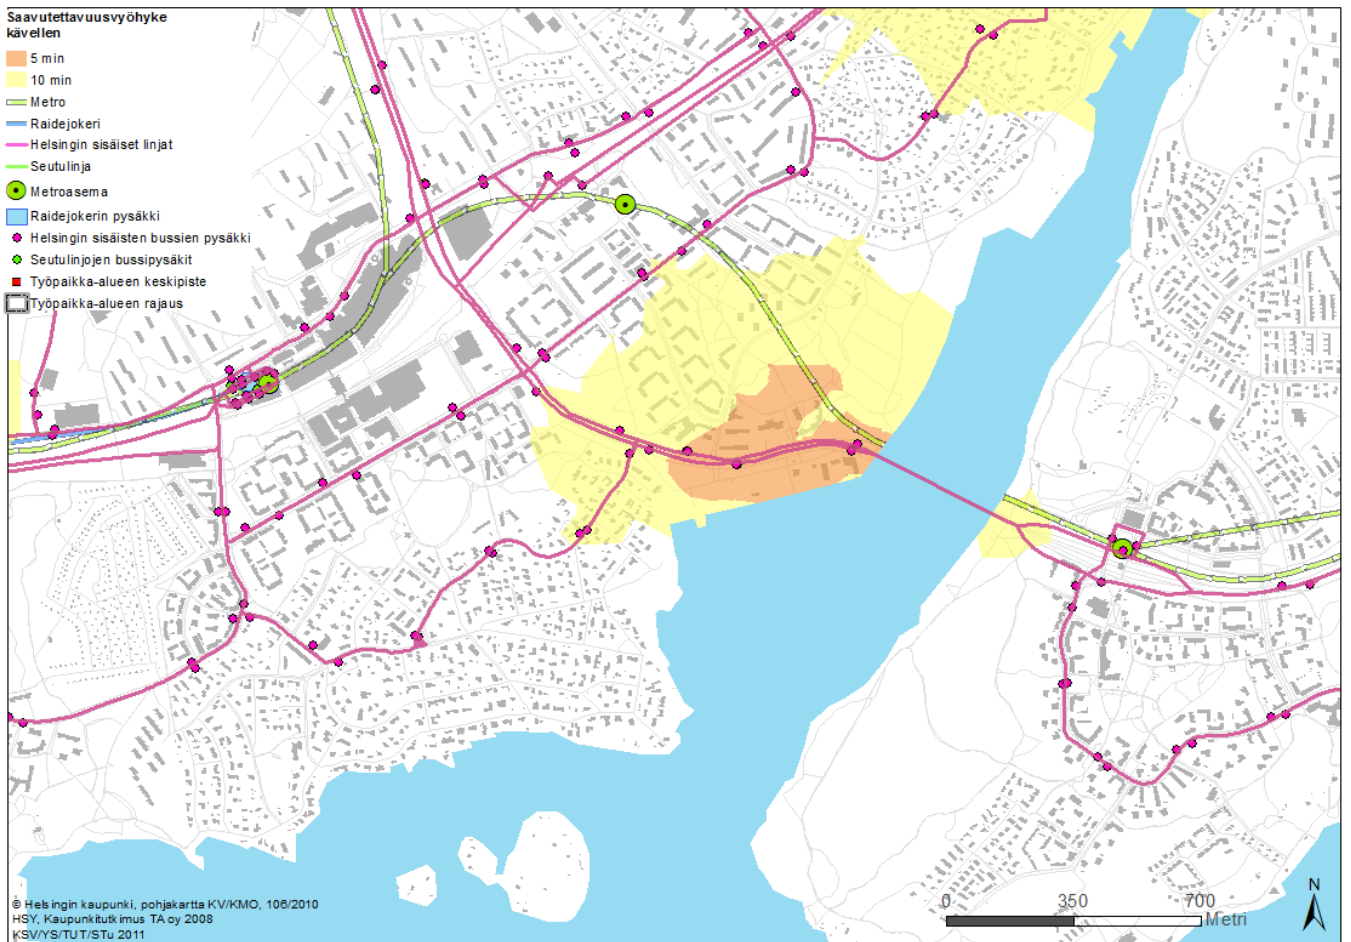 Saavutettavuusvyöhyke
kävellen
5 min
10 min
Metro
Raidejokeri
Helsingin sisäiset linjat
Seutulinja
Metroasema
Raidejokerin pysäkki
Helsingin sisäisten bussien pysäkki
Seutulinjojen bussipysäkit
Työpaikka-alueen keskipiste
Työpaikka-alueen rajaus
© Helsingin kaupunki, pohjakartta KV/KMO, 106/2010
HSY, Kaupunkitutkimus TA oy 2008
KSV/YS/TUT/STu 2011
0 350 700
Metri
N